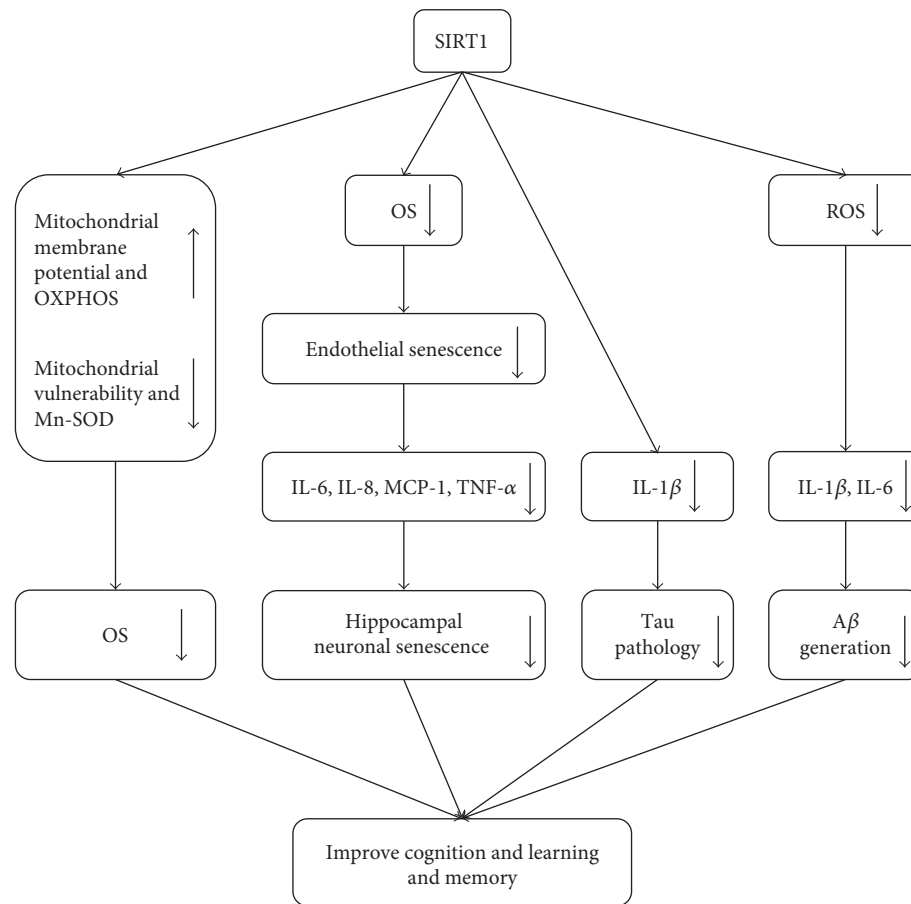 SIRT1
Mitochondrial
membrane
potential and
OXPHOS
Mitochondrial
vulnerability and
Mn-SOD
OS
OS
Endothelial senescence
IL-6, IL-8, MCP-1, TNF-α
Hippocampal
neuronal senescence
IL-1β
Tau
pathology
ROS
IL-1β, IL-6
Aβ
generation
Improve cognition and learning
and memory